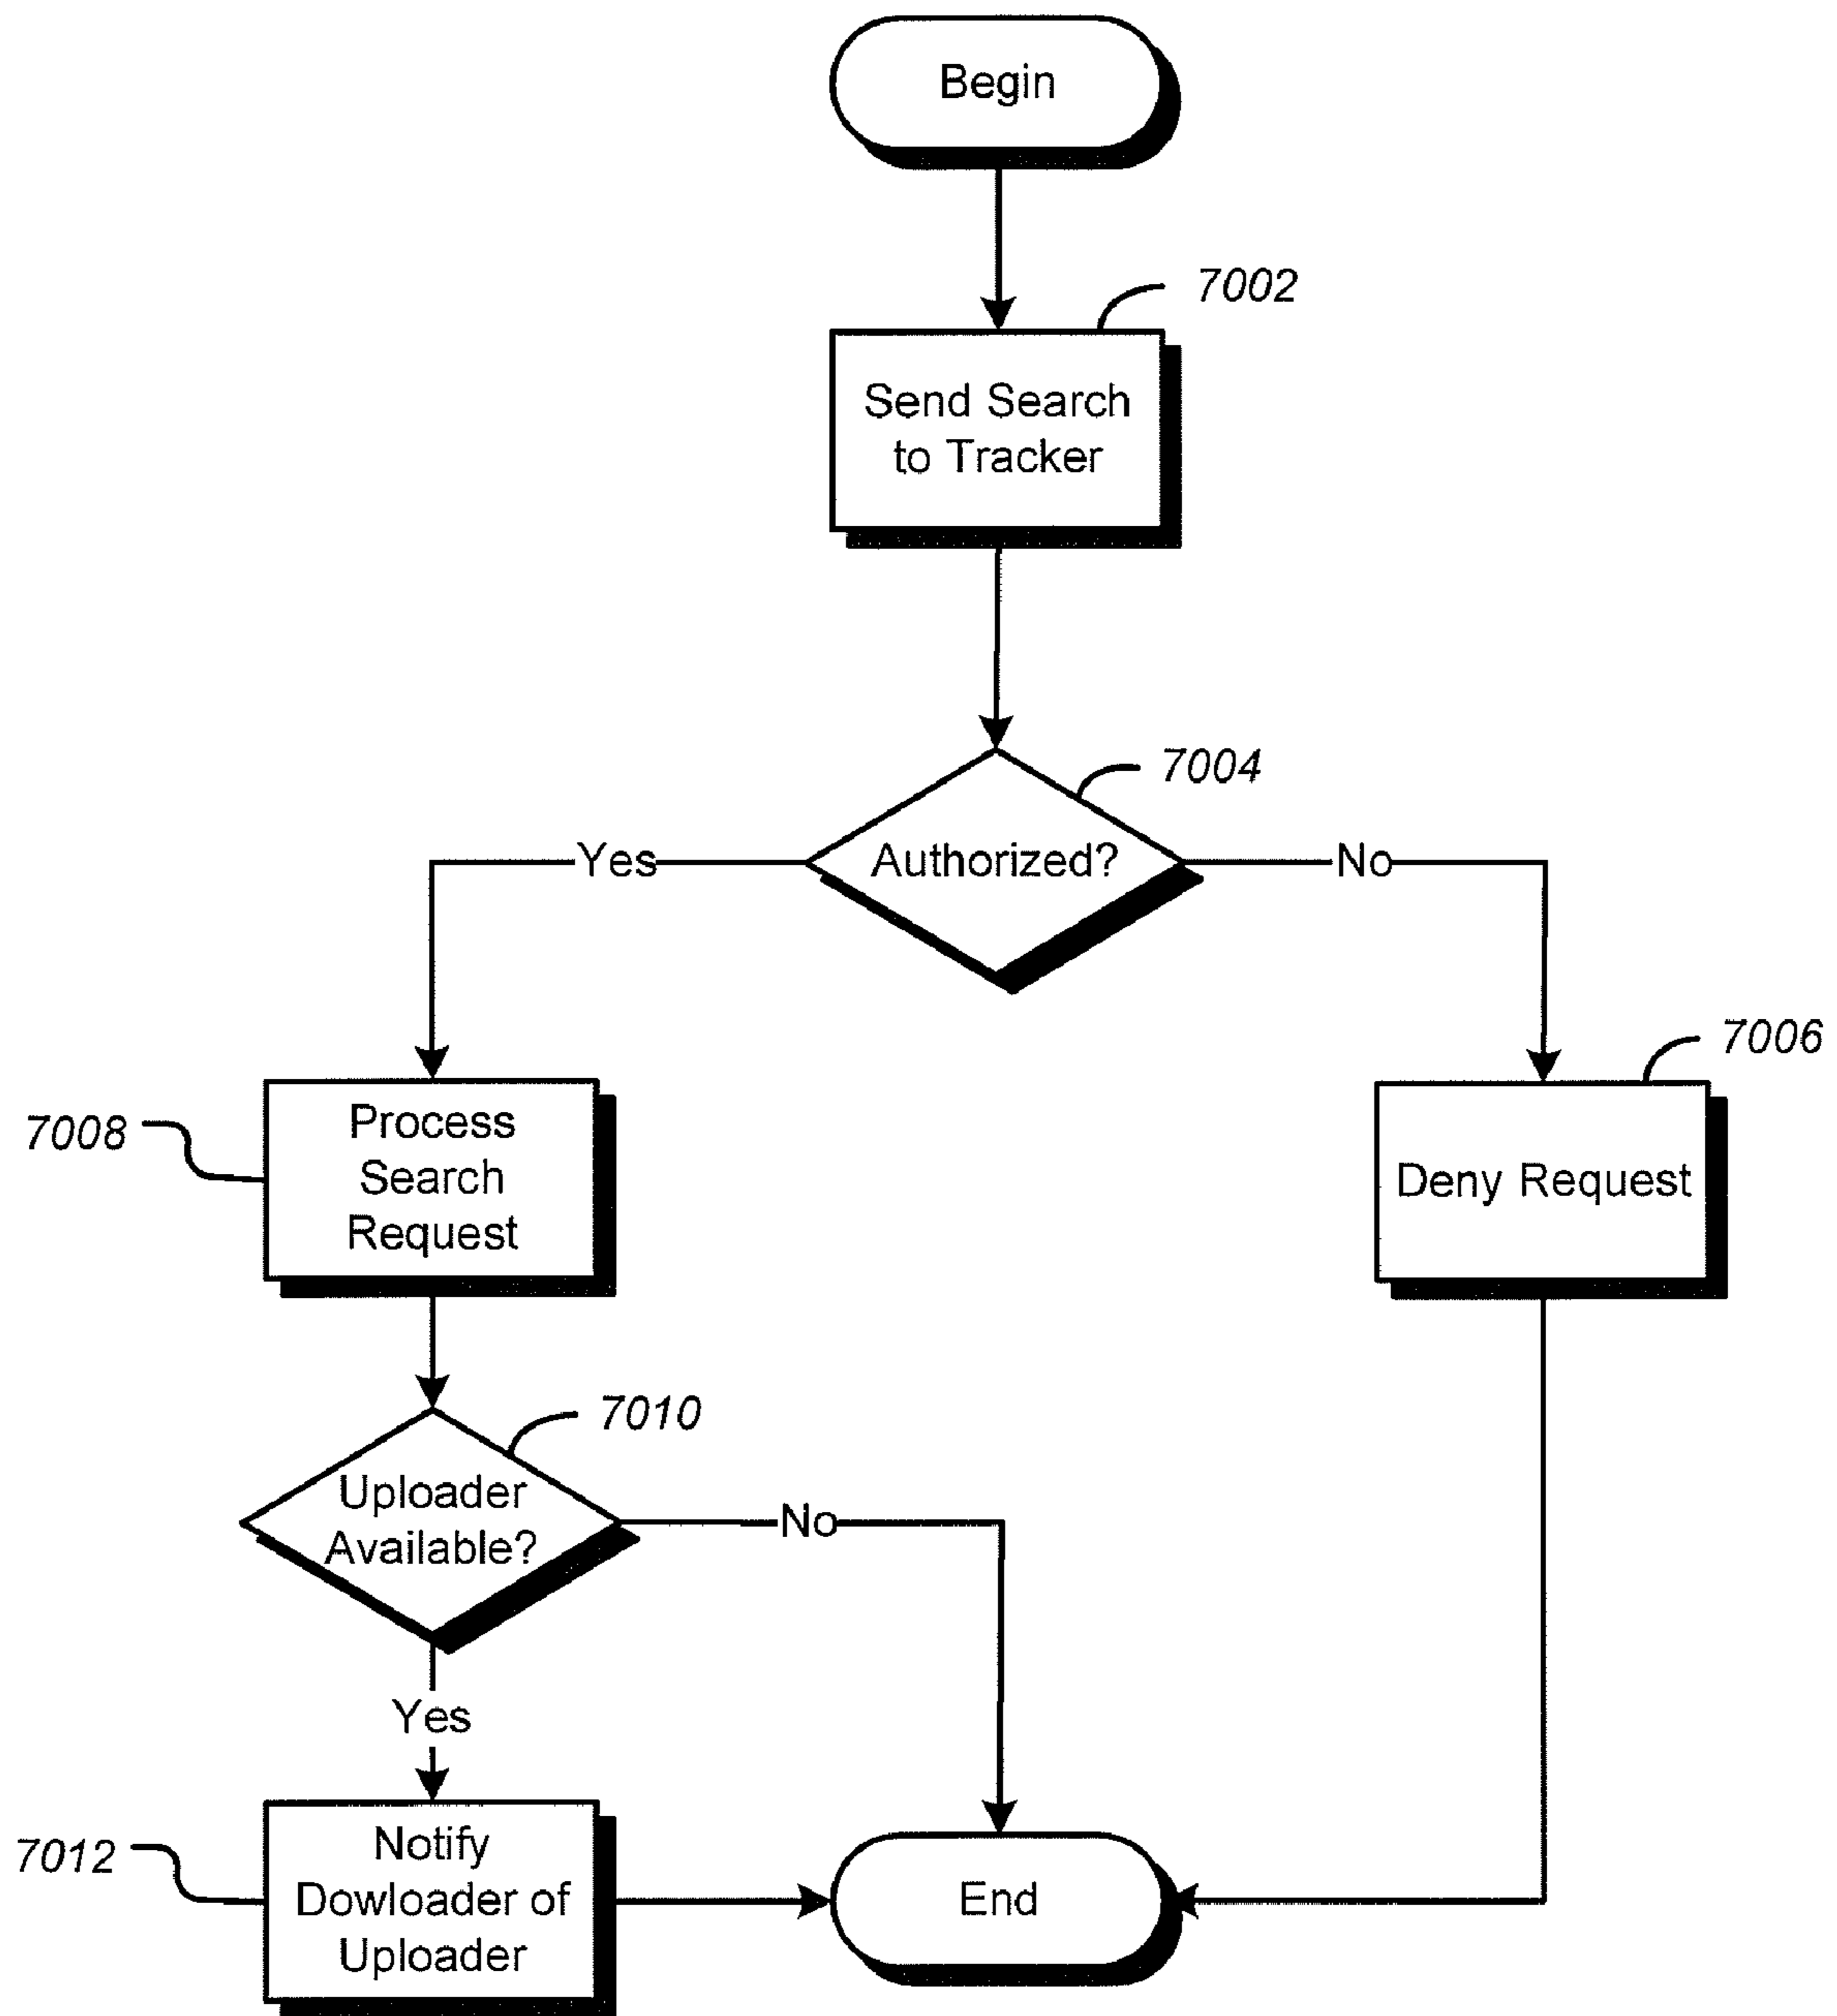 Begin
7002
Send Search
to Tracker
7004
Authorized?
Yes
No
7006
7008
Process
Search
Request
Deny Request
7010
Uploader
Available?
No
Yes
7012
Notify
Dowloader of
Uploader
End